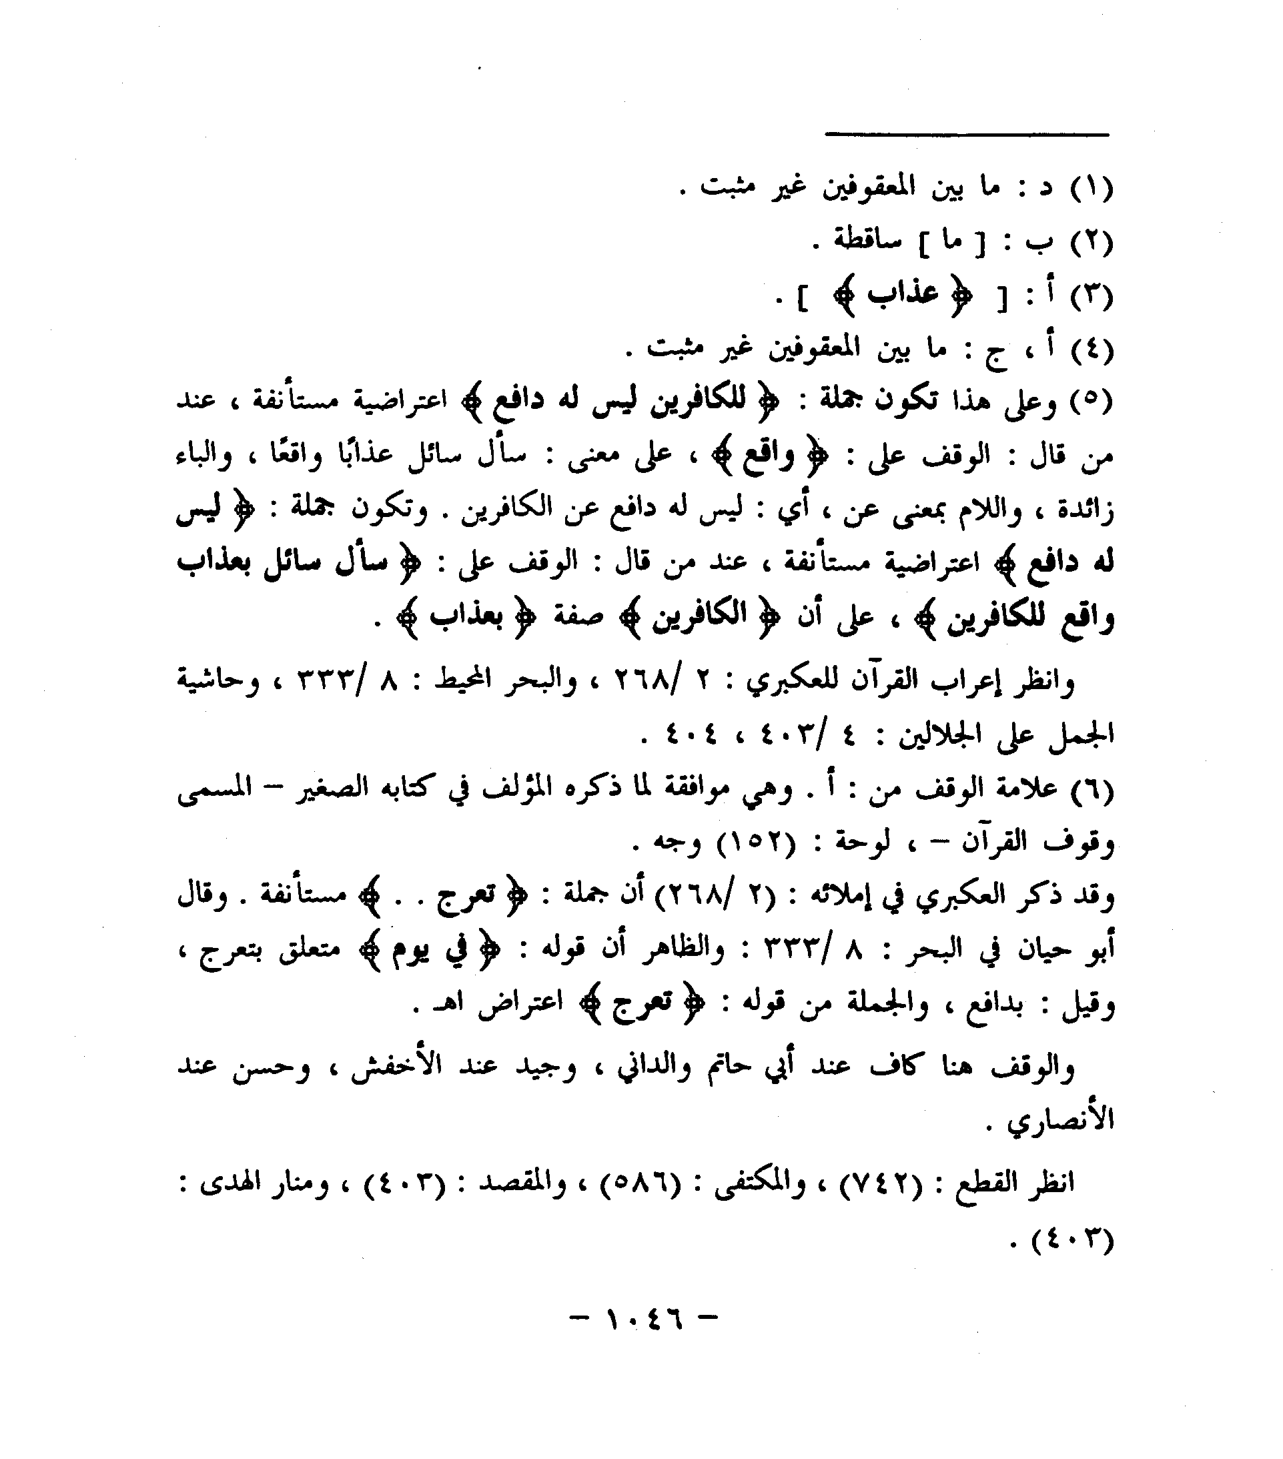 (١) د : ما بين المعقوفين غير مثبت .
(٢) ب : [ ما ] ساقطة .
(٣) أ : [ ﴿ عذاب ﴾ ] .
(٤) أ ، ج : ما بين المعقوفين غير مثبت .
(٥) وعلى هذا تكون جملة : ﴿ للكافرين ليس له دافع ﴾ اعتراضية مستأنفة ، عند
من قال : الوقف على : ﴿ واقع ﴾ ، على معنى : سأل سائل عذابًا واقعًا ، والباء
زائدة ، واللام بمعنى عن ، أي : ليس له دافع عن الكافرين . وتكون جملة : ﴿ ليس
له دافع ﴾ اعتراضية مستأنفة ، عند من قال : الوقف على : ﴿ سأل سائل بعذاب
واقع للكافرين ﴾ ، على أن ﴿ الكافرين ﴾ صفة ﴿ بعذاب ﴾ .
وانظر إعراب القرآن للعكبري : ٢ /٢٦٨ ، والبحر المحيط : ٨ /٣٣٣ ، وحاشية
الجمل على الجلالين : ٤ /٤٠٣ ، ٤٠٤ .
(٦) علامة الوقف من : أ . وهي موافقة لما ذكره المؤلف في كتابه الصغير – المسمى
وقوف القرآن – ، لوحة : (١٥٢) وجه .
وقد ذكر العكبري في إملائه : (٢ /٢٦٨) أن جملة : ﴿ تعرج . . ﴾ مستأنفة . وقال
أبو حيان في البحر : ٨ /٣٣٣ : والظاهر أن قوله : ﴿ في يوم ﴾ متعلق بتعرج ،
وقيل : بدافع ، والجملة من قوله : ﴿ تعرج ﴾ اعتراض اهـ .
والوقف هنا كاف عند أبي حاتم والداني ، وجيد عند الأخفش ، وحسن عند
الأنصاري .
انظر القطع : (٧٤٢) ، والمكتفى : (٥٨٦) ، والمقصد : (٤٠٣) ، ومنار الهدى :
(٤٠٣) .
– ١٠٤٦ –